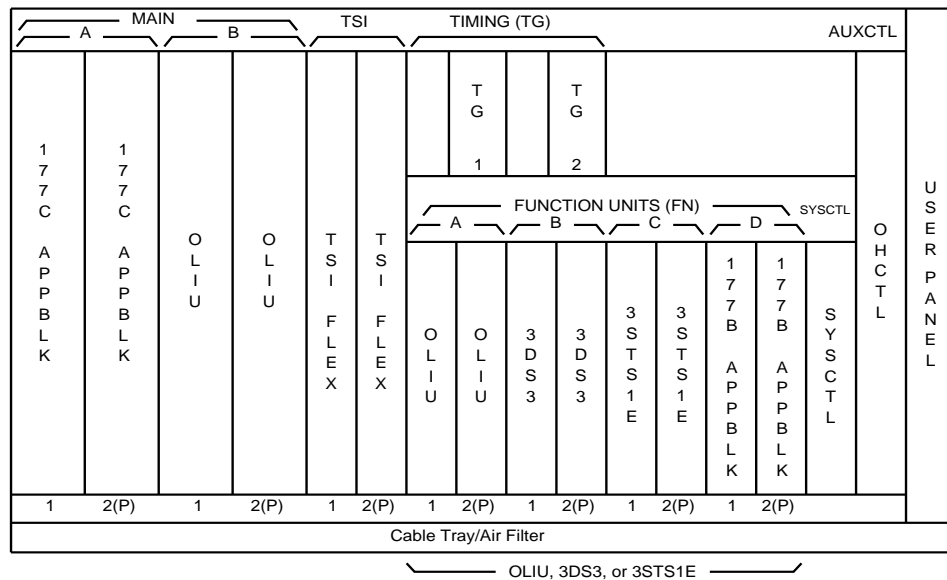 MAIN TSI TIMING (TG)
A B AUXCTL
TG 1
TG 2
177C APPBLK
177C APPBLK
OLIU
OLIU
TSI FLEX
TSI FLEX
FUNCTION UNITS (FN) SYSCTL
A B C D
OLIU
OLIU
3DS3
3DS3
3STS1E
3STS1E
177B APPBLK
177B APPBLK
SYSCTL
OHCTL
USER PANEL
1 2(P) 1 2(P) 1 2(P) 1 2(P) 1 2(P) 1 2(P) 1 2(P)
Cable Tray/Air Filter
OLIU, 3DS3, or 3STS1E